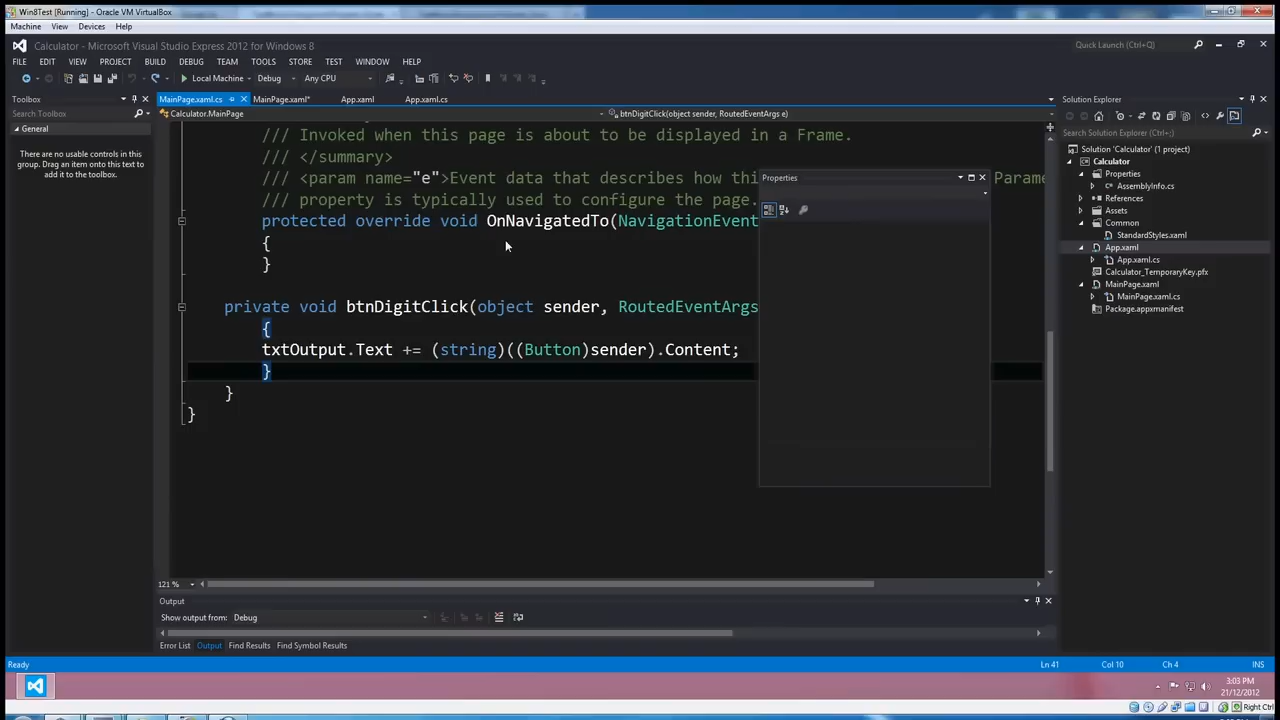 Win8Test [Running] - Oracle VM VirtualBox
Machine View Devices Help
Calculator - Microsoft Visual Studio Express 2012 for Windows 8
Quick Launch (Ctrl+Q)
FILE EDIT VIEW PROJECT BUILD DEBUG TEAM TOOLS STORE TEST WINDOW HELP
Local Machine Debug Any CPU
Toolbox
Search Toolbox
General
There are no usable controls in this
group. Drag an item onto this text to
add it to the toolbox.
MainPage.xaml.cs MainPage.xaml* App.xaml App.xaml.cs
Calculator.MainPage btnDigitClick(object sender, RoutedEventArgs e)
/// Invoked when this page is about to be displayed in a Frame.
/// </summary>
/// <param name="e">Event data that describes how thi Parame
/// property is typically used to configure the page.
protected override void OnNavigatedTo(NavigationEvent
{
}
private void btnDigitClick(object sender, RoutedEventArgs
{
txtOutput.Text += (string)((Button)sender).Content;
}
}
}
Properties
121 %
Output
Show output from: Debug
Error List Output Find Results Find Symbol Results
Solution Explorer
Search Solution Explorer (Ctrl+;)
Solution 'Calculator' (1 project)
Calculator
Properties
AssemblyInfo.cs
References
Assets
Common
StandardStyles.xaml
App.xaml
App.xaml.cs
Calculator_TemporaryKey.pfx
MainPage.xaml
MainPage.xaml.cs
Package.appxmanifest
Ready Ln 41 Col 10 Ch 4 INS
3:03 PM
21/12/2012
Right Ctrl